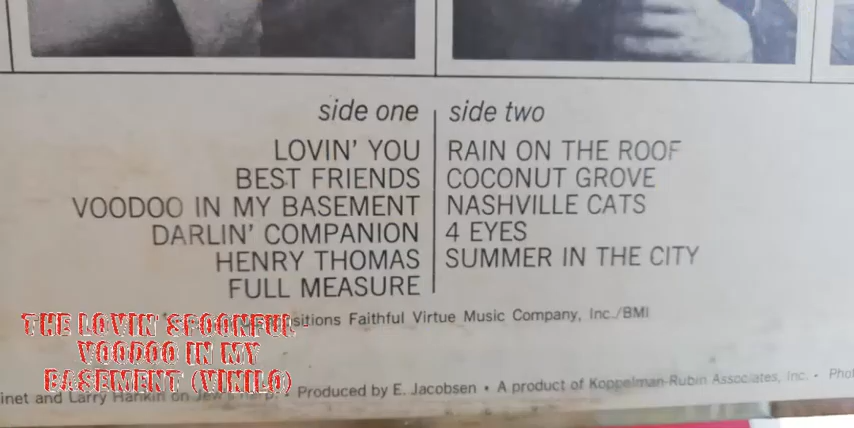 side one
LOVIN' YOU
BEST FRIENDS
VOODOO IN MY BASEMENT
DARLIN' COMPANION
HENRY THOMAS
FULL MEASURE
side two
RAIN ON THE ROOF
COCONUT GROVE
NASHVILLE CATS
4 EYES
SUMMER IN THE CITY
Faithful Virtue Music Company, Inc./BMI
THE LOVIN' SPOONFUL
VOODOO IN MY
BASEMENT (VINILO)
and Larry Hankin on Jew's Produced by E. Jacobsen • A product of Koppelman-Rubin Associates, Inc. •